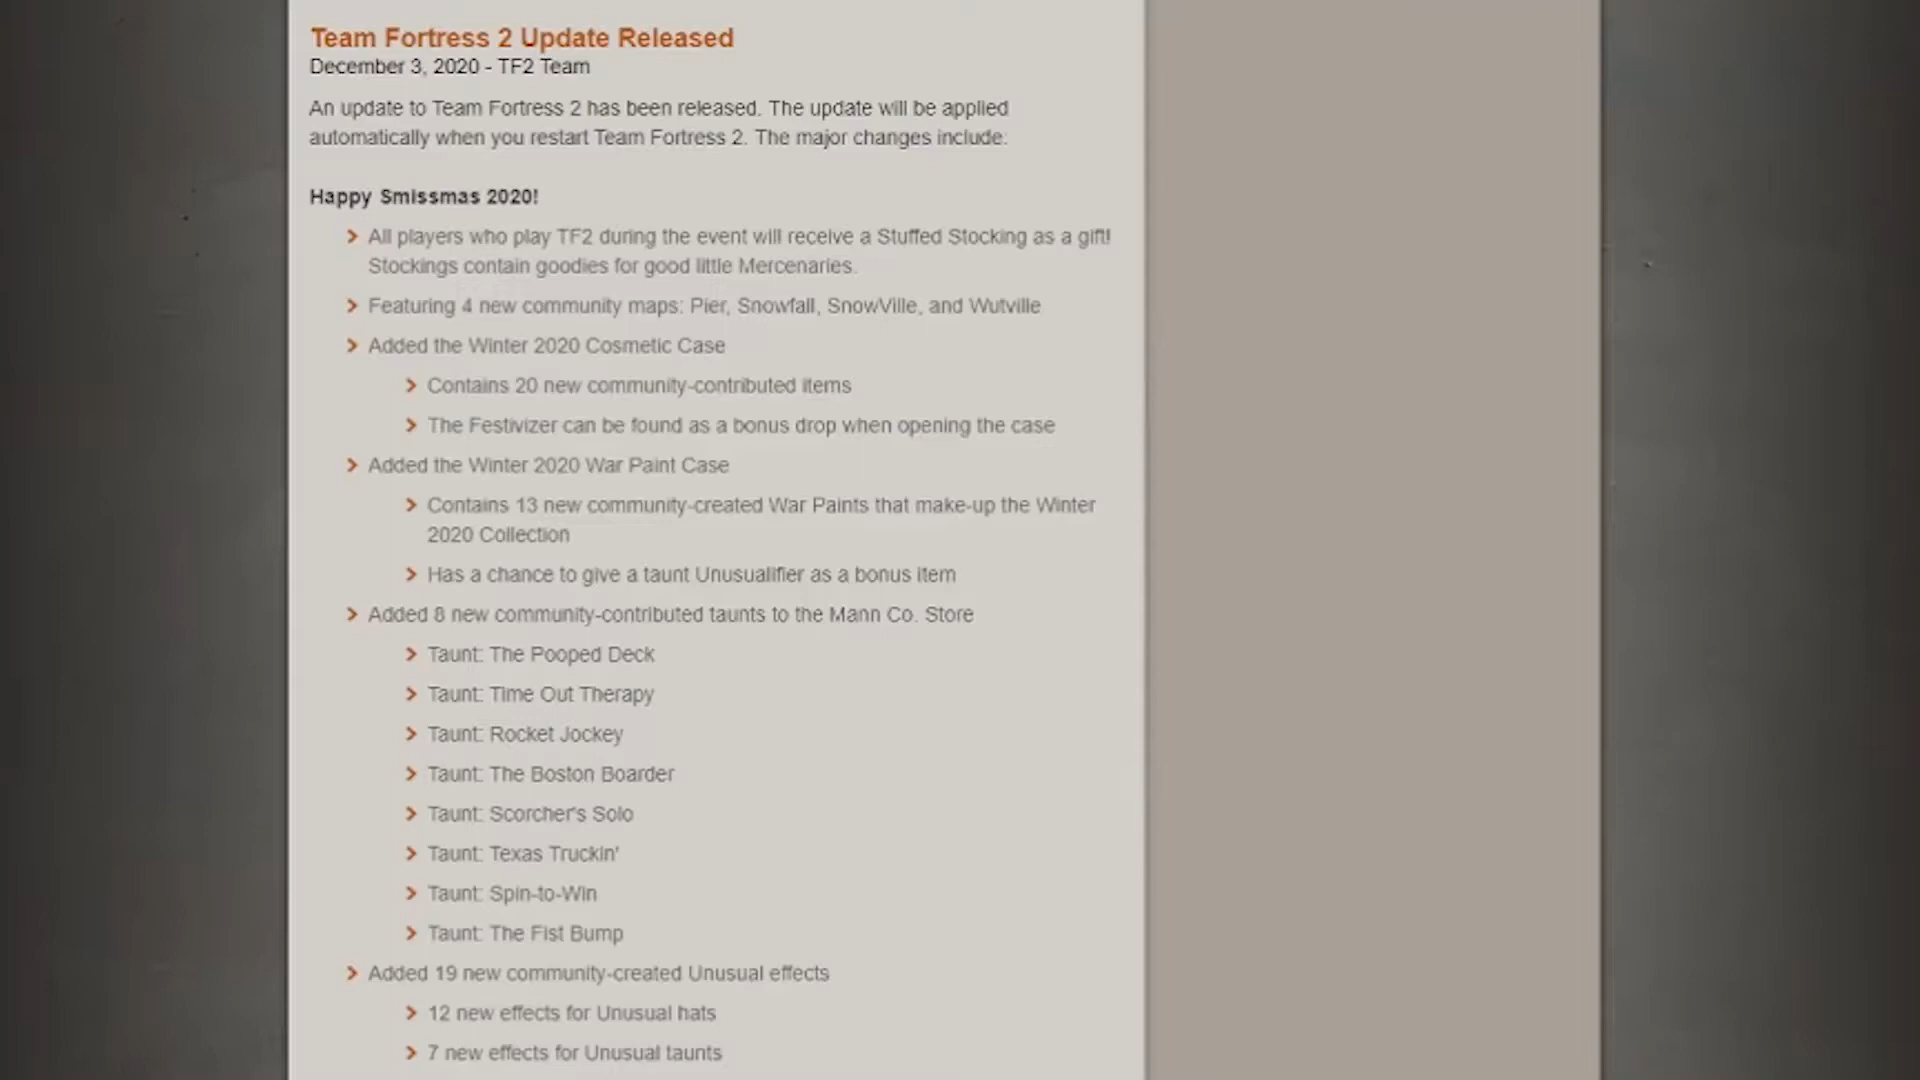 Team Fortress 2 Update Released
December 3, 2020 - TF2 Team
An update to Team Fortress 2 has been released. The update will be applied
automatically when you restart Team Fortress 2. The major changes include:
Happy Smissmas 2020!
All players who play TF2 during the event will receive a Stuffed Stocking as a gift!
Stockings contain goodies for good little Mercenaries.
Featuring 4 new community maps: Pier, Snowfall, SnowVille, and Wutville
Added the Winter 2020 Cosmetic Case
Contains 20 new community-contributed items
The Festivizer can be found as a bonus drop when opening the case
Added the Winter 2020 War Paint Case
Contains 13 new community-created War Paints that make-up the Winter
2020 Collection
Has a chance to give a taunt Unusualifier as a bonus item
Added 8 new community-contributed taunts to the Mann Co. Store
Taunt: The Pooped Deck
Taunt: Time Out Therapy
Taunt: Rocket Jockey
Taunt: The Boston Boarder
Taunt: Scorcher's Solo
Taunt: Texas Truckin'
Taunt: Spin-to-Win
Taunt: The Fist Bump
Added 19 new community-created Unusual effects
12 new effects for Unusual hats
7 new effects for Unusual taunts